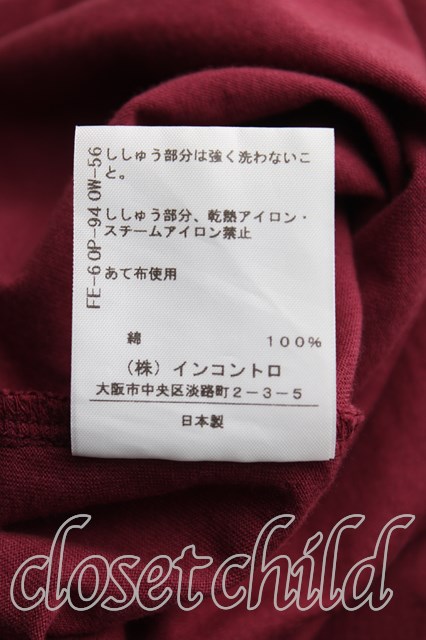 ししゅう部分は強く洗わないこ
と。
ししゅう部分、乾熱アイロン・
スチームアイロン禁止
あて布使用
FE-6 0P-94 0W-56
綿 100%
(株) インコントロ
大阪市中央区淡路町2-3-5
日本製
closetchild